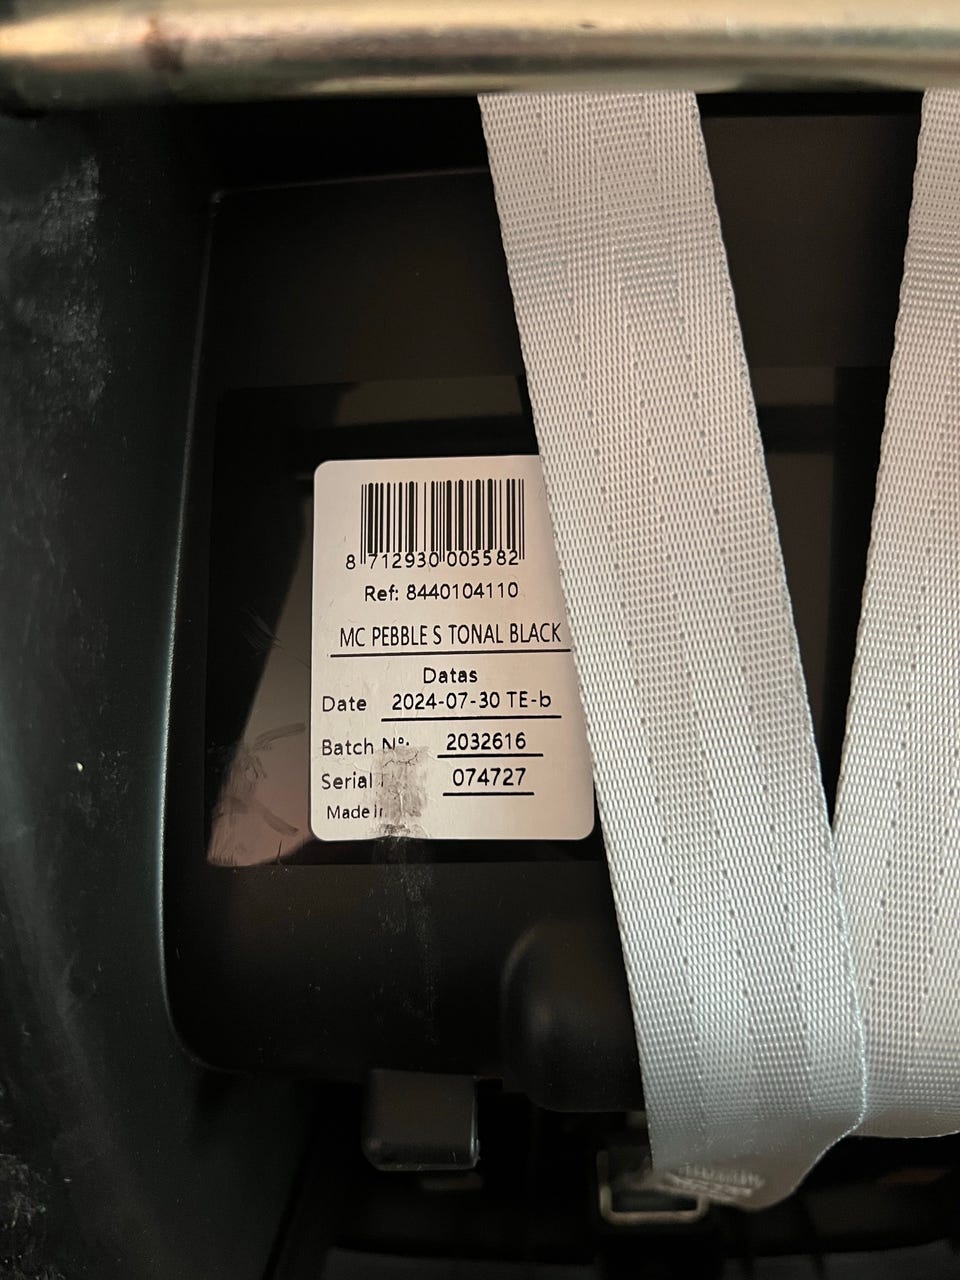 8 712930 005582
Ref: 8440104110
MC PEBBLE S TONAL BLACK
Datas
Date 2024-07-30 TE-b
Batch N°: 2032616
Serial 074727
Made in